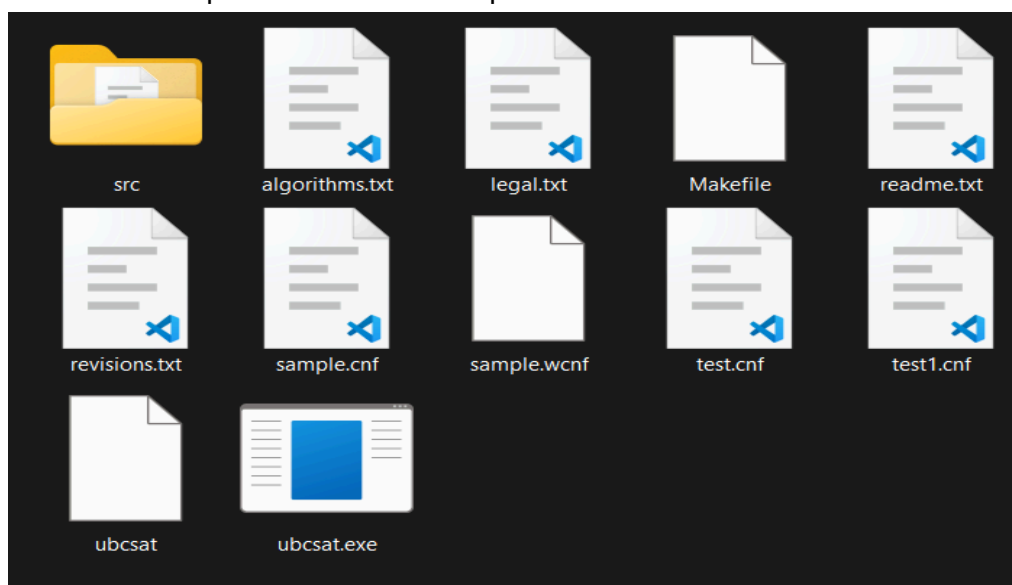 src
algorithms.txt
legal.txt
Makefile
readme.txt
revisions.txt
sample.cnf
sample.wcnf
test.cnf
test1.cnf
ubcsat
ubcsat.exe